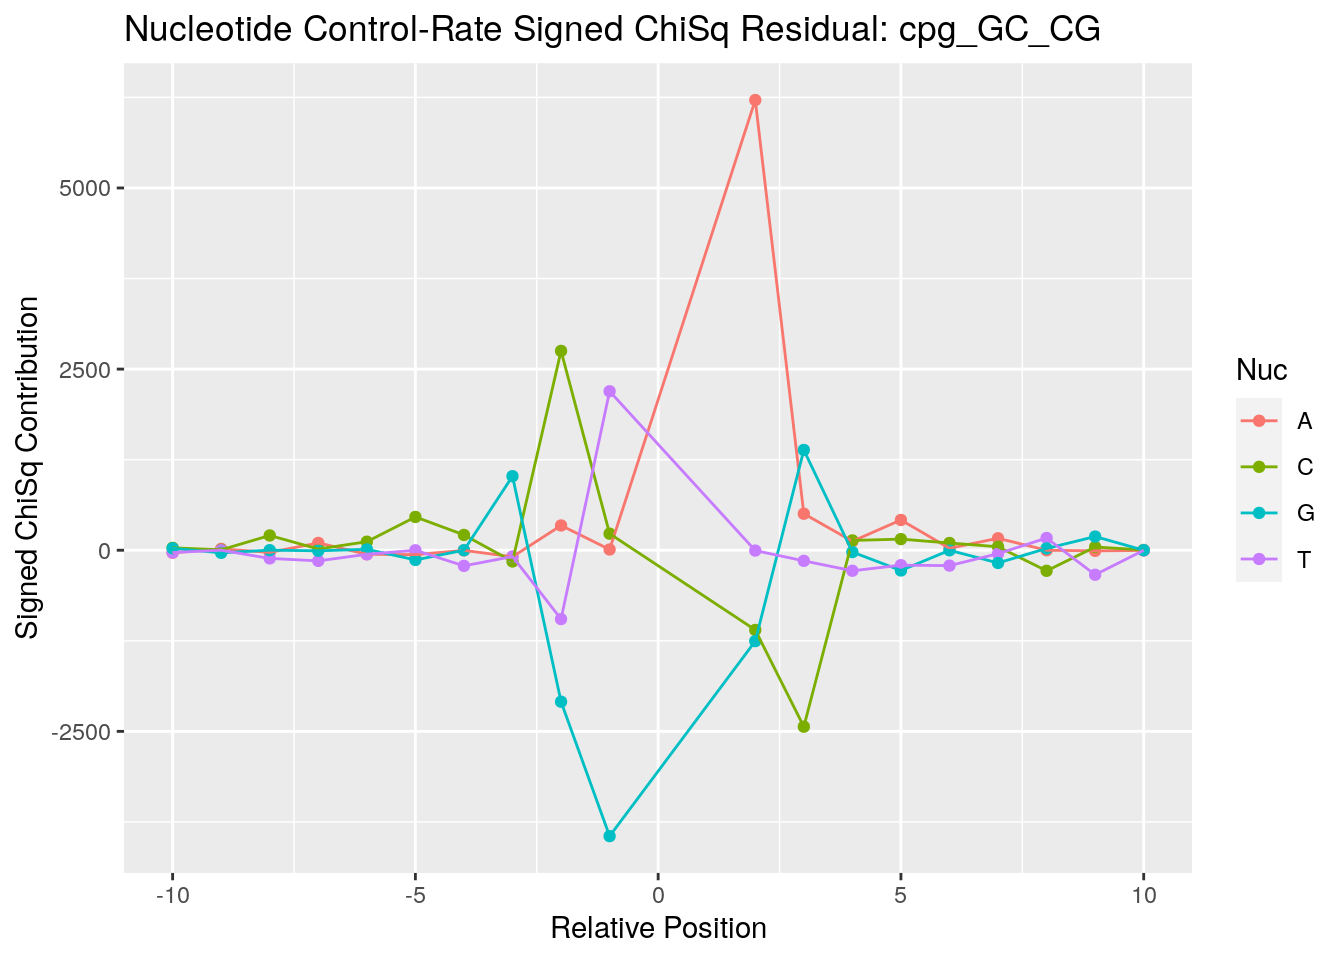 Nucleotide Control-Rate Signed ChiSq Residual: cpg_GC_CG
Signed ChiSq Contribution
5000
2500
0
-2500
-10
-5
0
5
10
Relative Position
Nuc
A
C
G
T